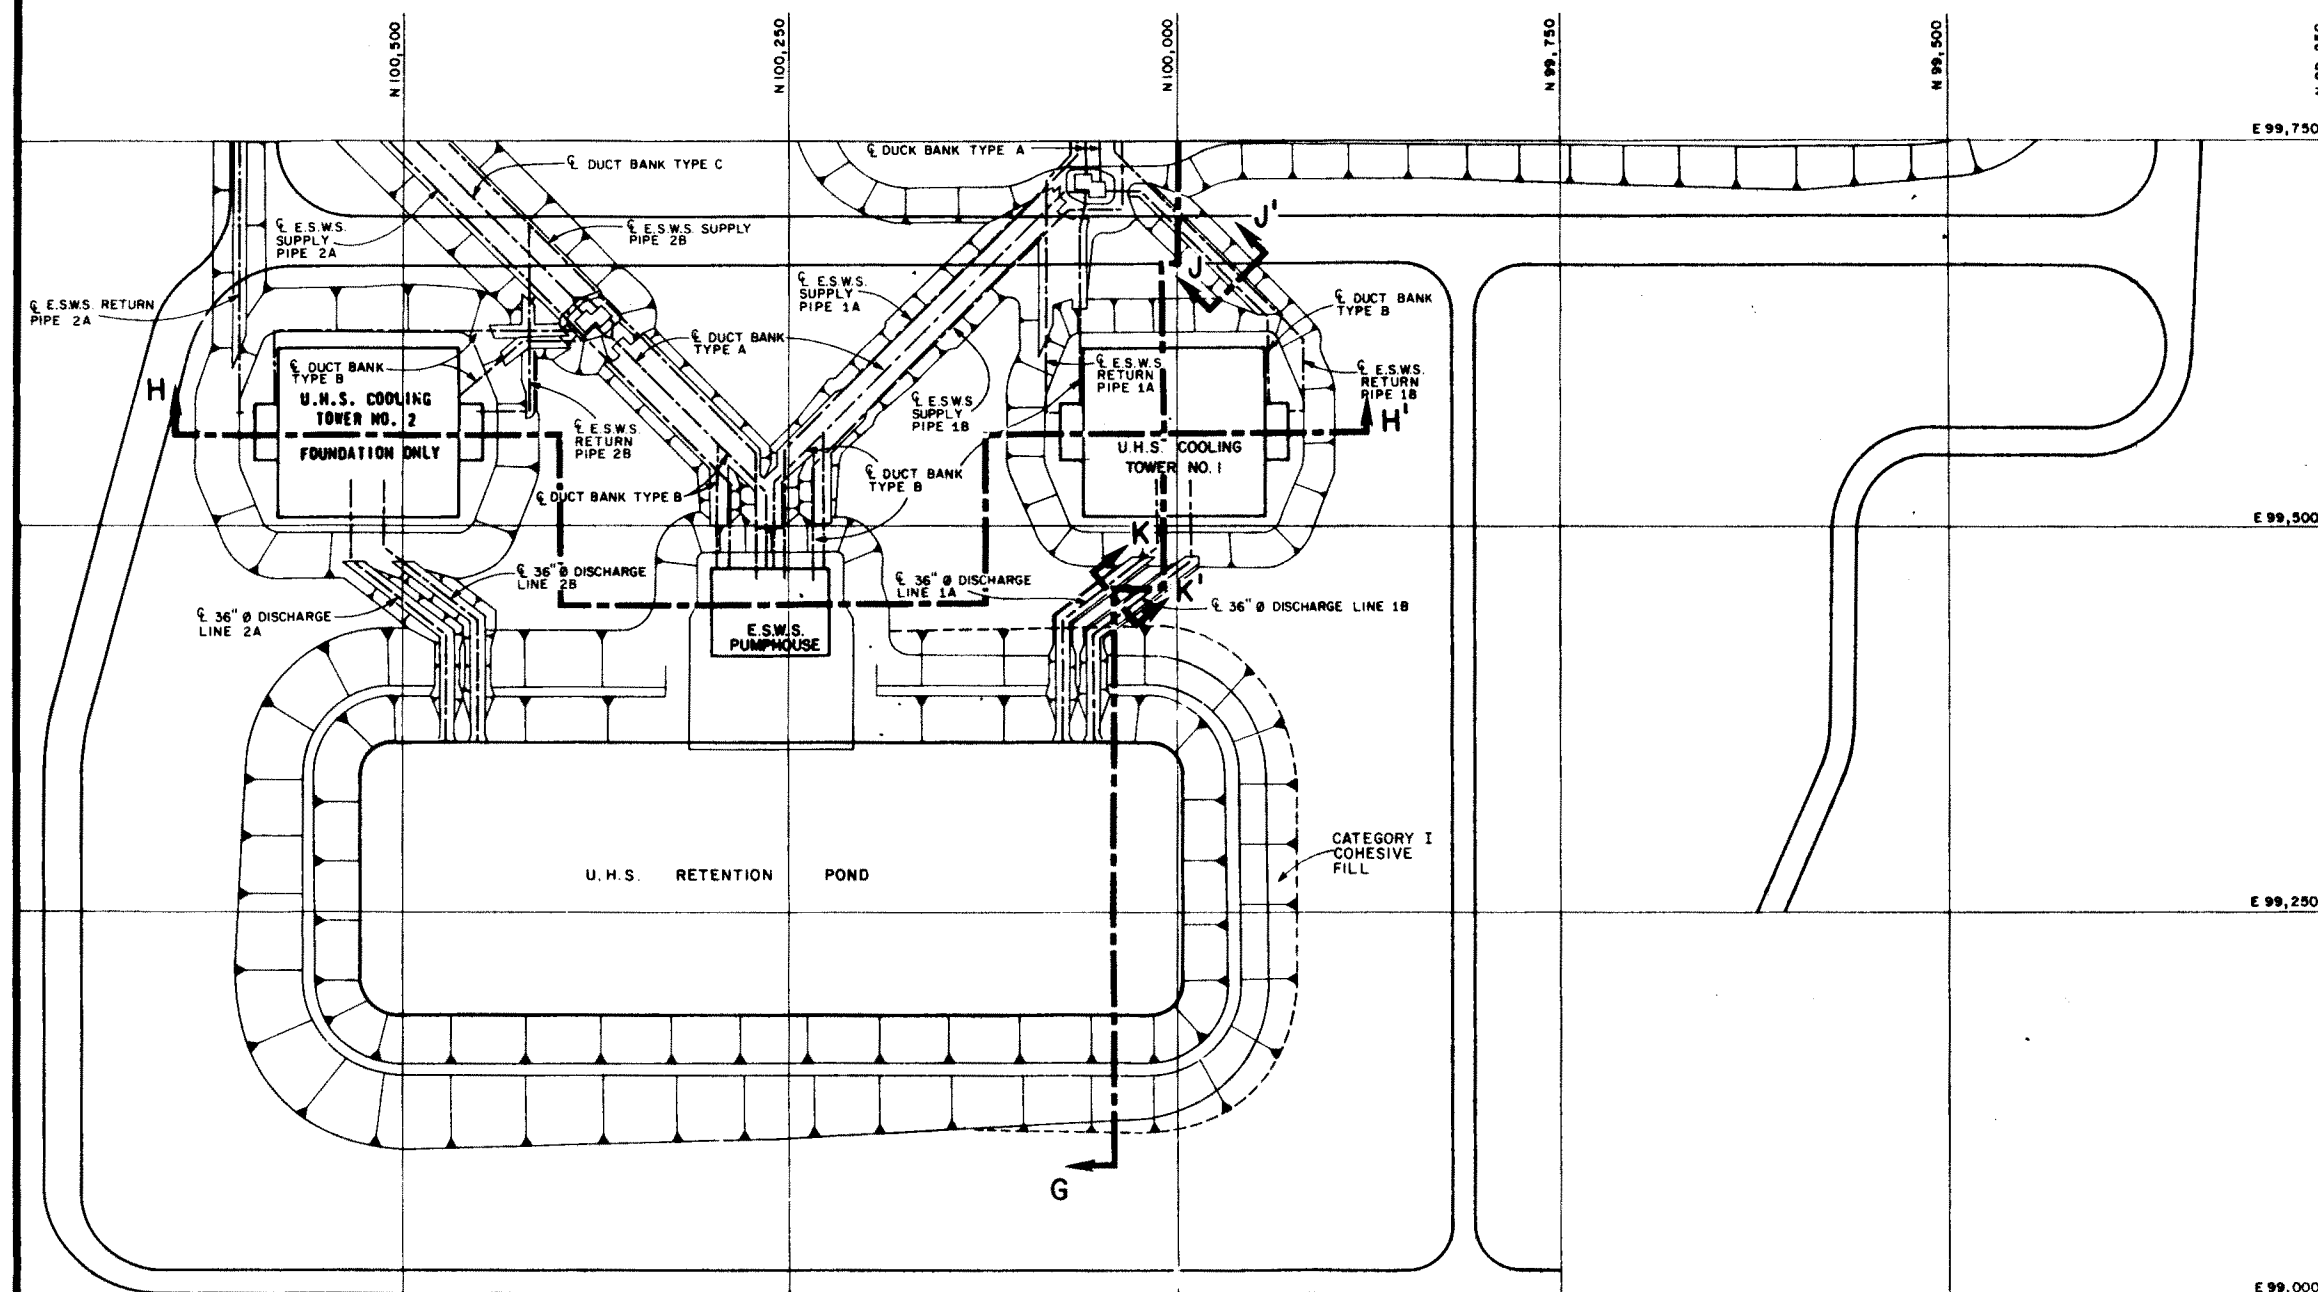 N 100,500
N 100,250
N 100,000
N 99,750
N 99,500
E 99,750
℄ DUCT BANK TYPE C
℄ DUCK BANK TYPE A
℄ E.S.W.S.
SUPPLY
PIPE 2A
℄ E.S.W.S. SUPPLY
PIPE 2B
J'
J
℄ E.S.W.S. RETURN
PIPE 2A
℄ E.S.W.S.
SUPPLY
PIPE 1A
℄ DUCT BANK
TYPE B
℄ DUCT BANK
TYPE A
℄ DUCT BANK
TYPE B
℄ E.S.W.S
RETURN
PIPE 1A
℄ E.S.W.S.
RETURN
PIPE 1B
H
H'
U.H.S. COOLING
TOWER NO. 2
FOUNDATION ONLY
℄ E.S.W.S
SUPPLY
PIPE 1B
℄ E.S.W.S.
RETURN
PIPE 2B
U.H.S. COOLING
TOWER NO. 1
℄ DUCT BANK
TYPE B
℄ DUCT BANK TYPE B
E 99,500
K
K'
℄ 36" Ø DISCHARGE
LINE 2B
℄ 36" Ø DISCHARGE
LINE 1A
℄ 36" Ø DISCHARGE LINE 1B
℄ 36" Ø DISCHARGE
LINE 2A
E.S.W.S.
PUMPHOUSE
CATEGORY I
COHESIVE
FILL
U.H.S. RETENTION POND
E 99,250
G
E 99,000